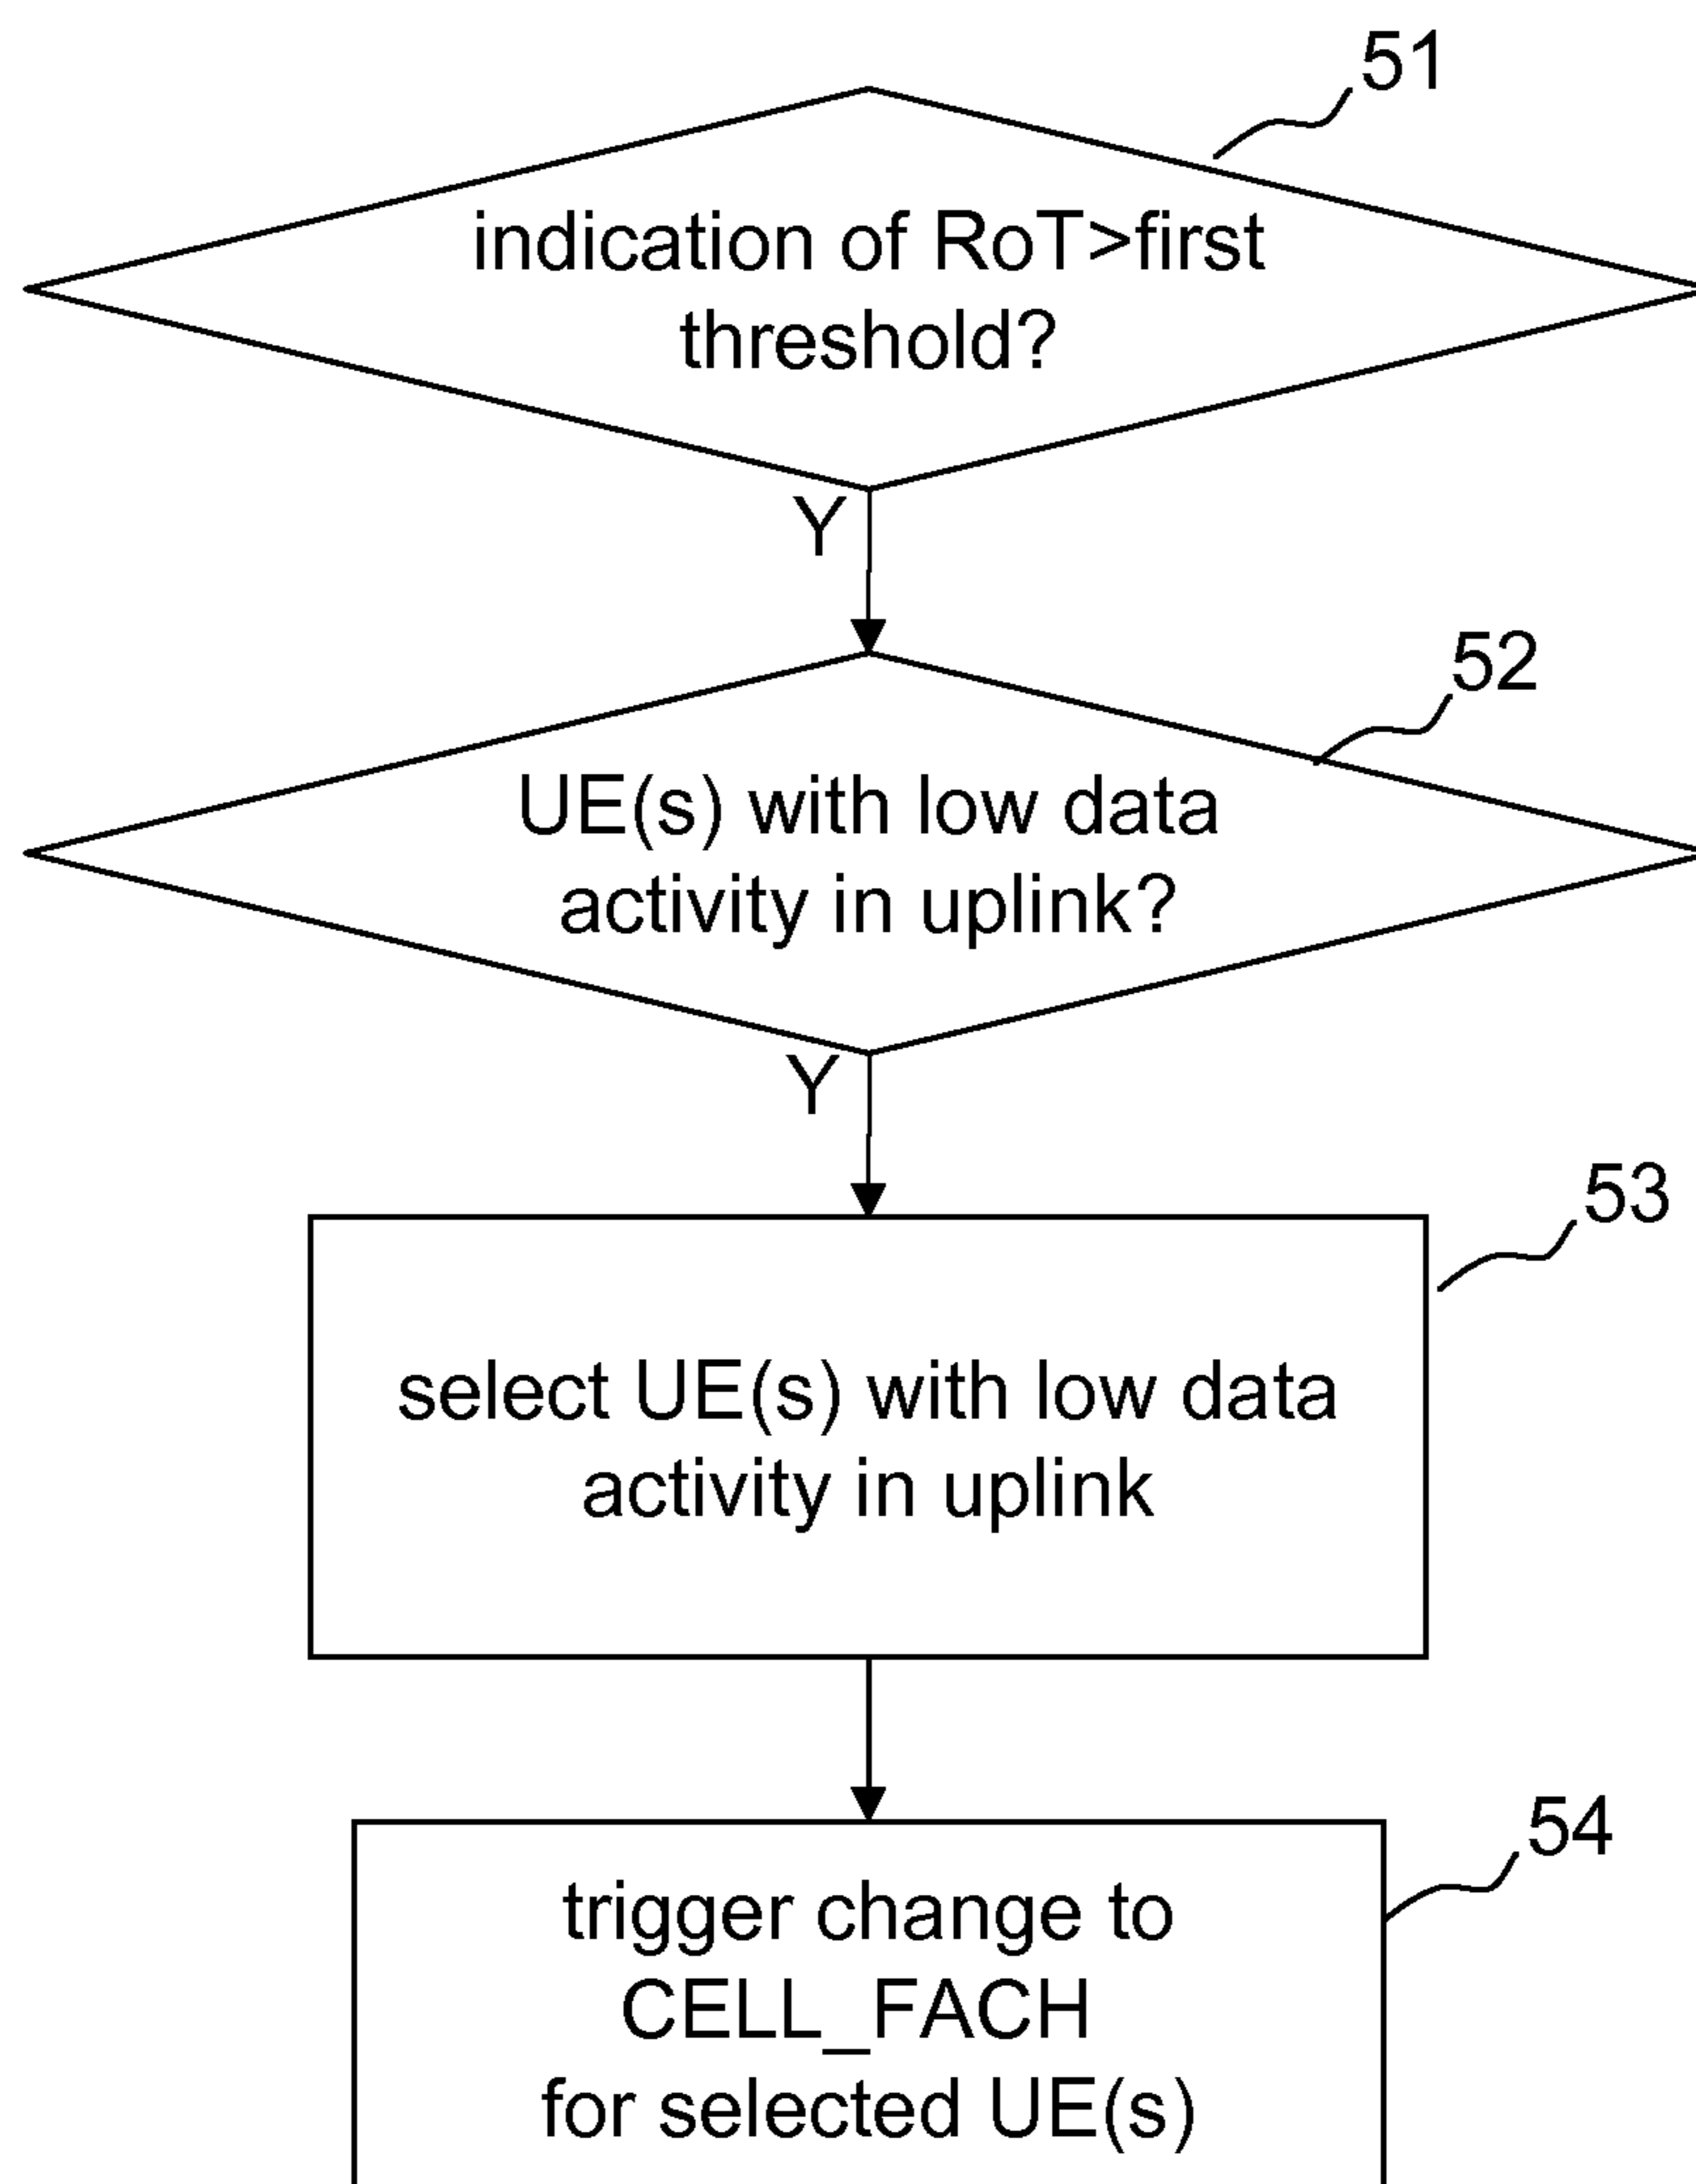 51
indication of RoT>first
threshold?
Y
52
UE(s) with low data
activity in uplink?
Y
53
select UE(s) with low data
activity in uplink
54
trigger change to
CELL_FACH
for selected UE(s)